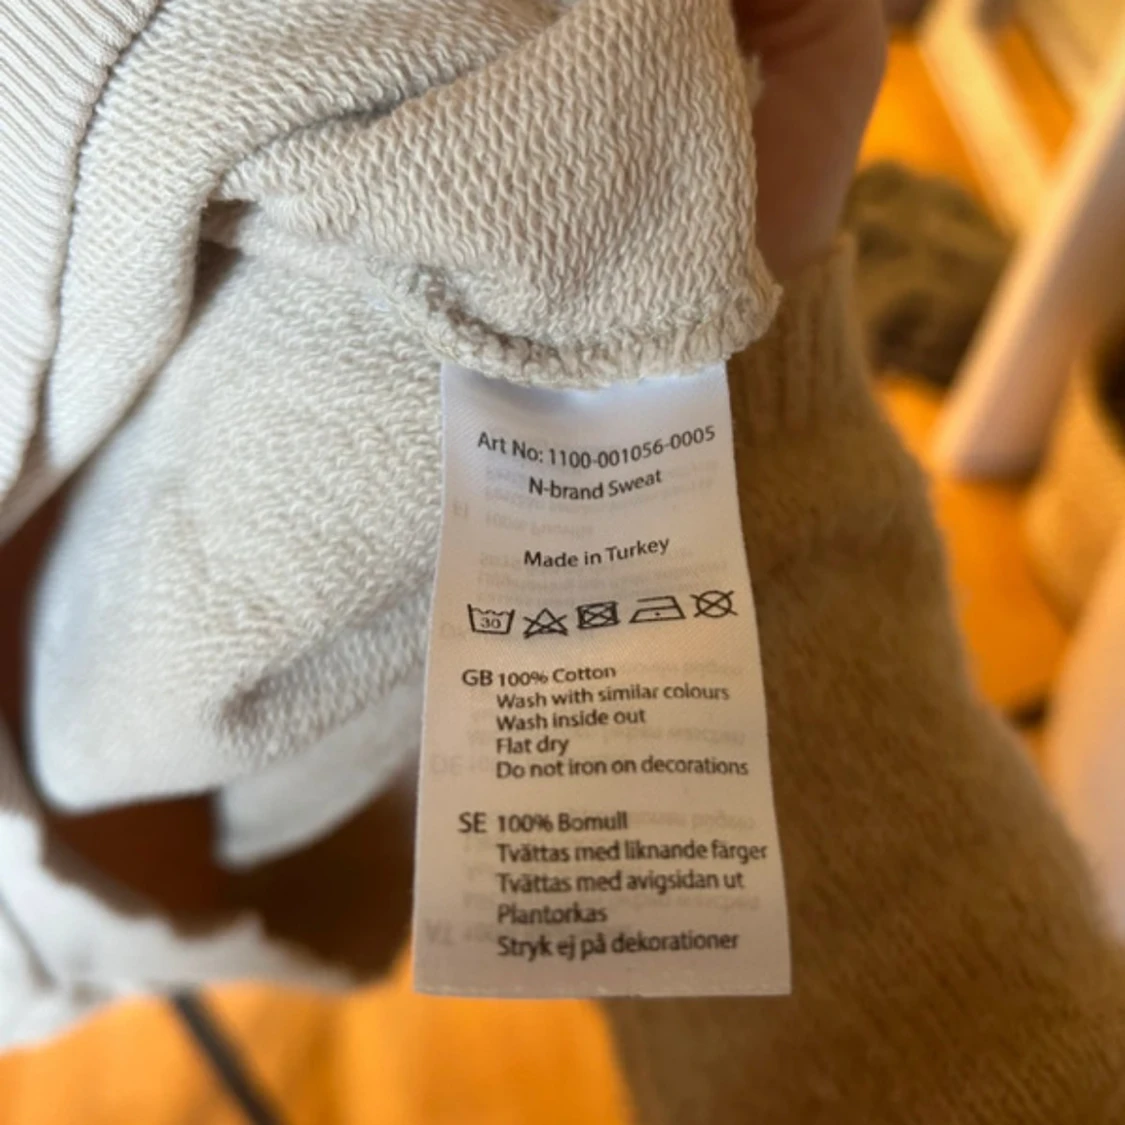 Art No: 1100-001056-0005
N-brand Sweat
Made in Turkey
30
GB 100% Cotton
Wash with similar colours
Wash inside out
Flat dry
Do not iron on decorations
SE 100% Bomull
Tvättas med liknande färger
Tvättas med avigsidan ut
Plantorkas
Stryk ej på dekorationer